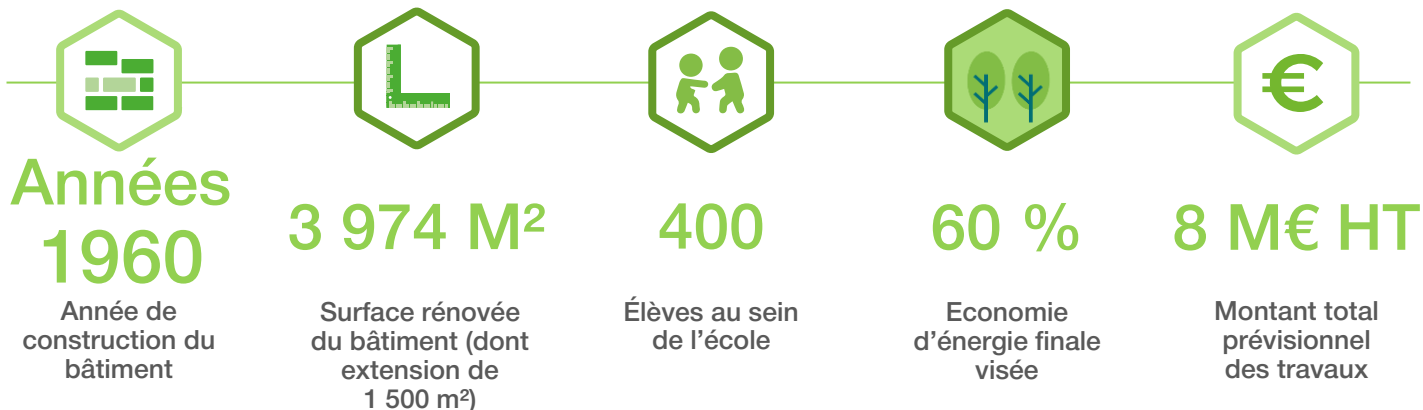 Années
1960
Année de
construction du
bâtiment
3 974 M²
Surface rénovée
du bâtiment (dont
extension de
1 500 m²)
400
Élèves au sein
de l’école
60 %
Economie
d’énergie finale
visée
8 M€ HT
Montant total
prévisionnel
des travaux